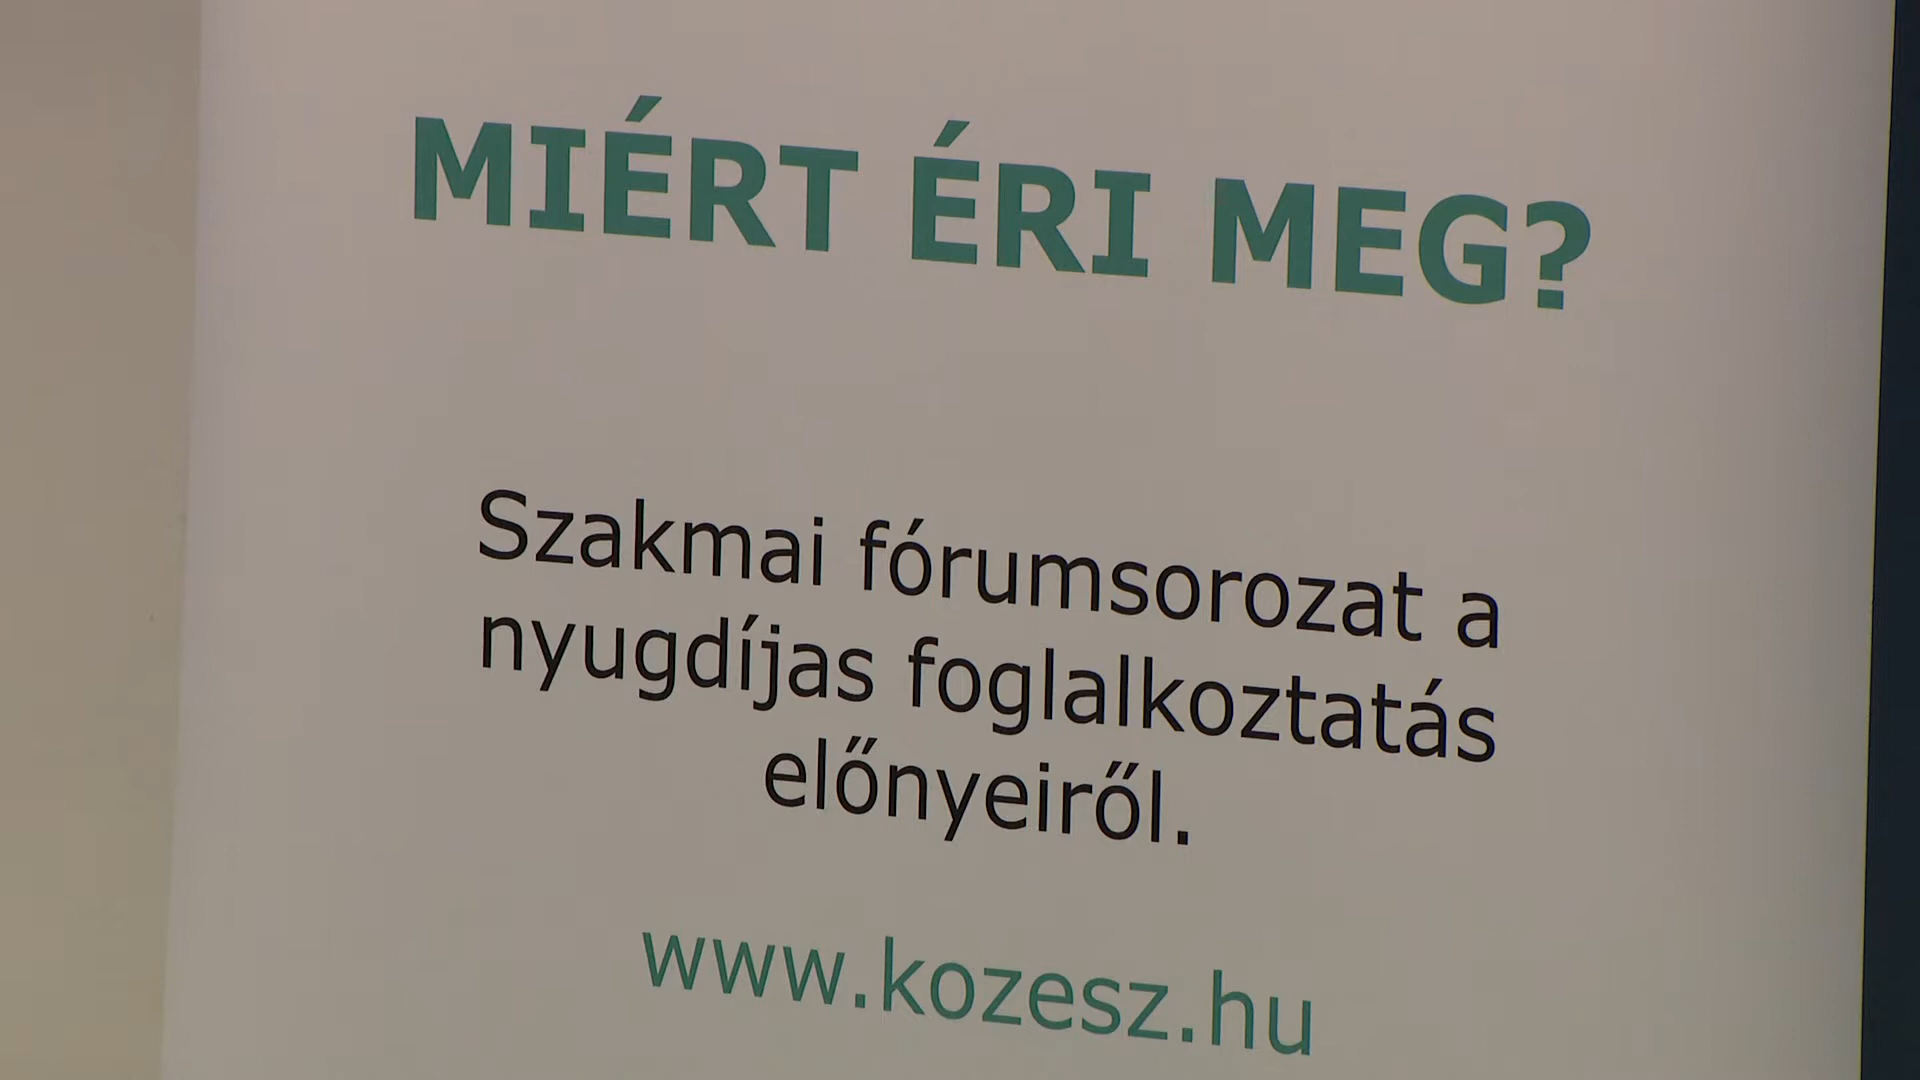 MIÉRT ÉRI MEG?
Szakmai fórumsorozat a
nyugdíjas foglalkoztatás
előnyeiről.
www.kozesz.hu